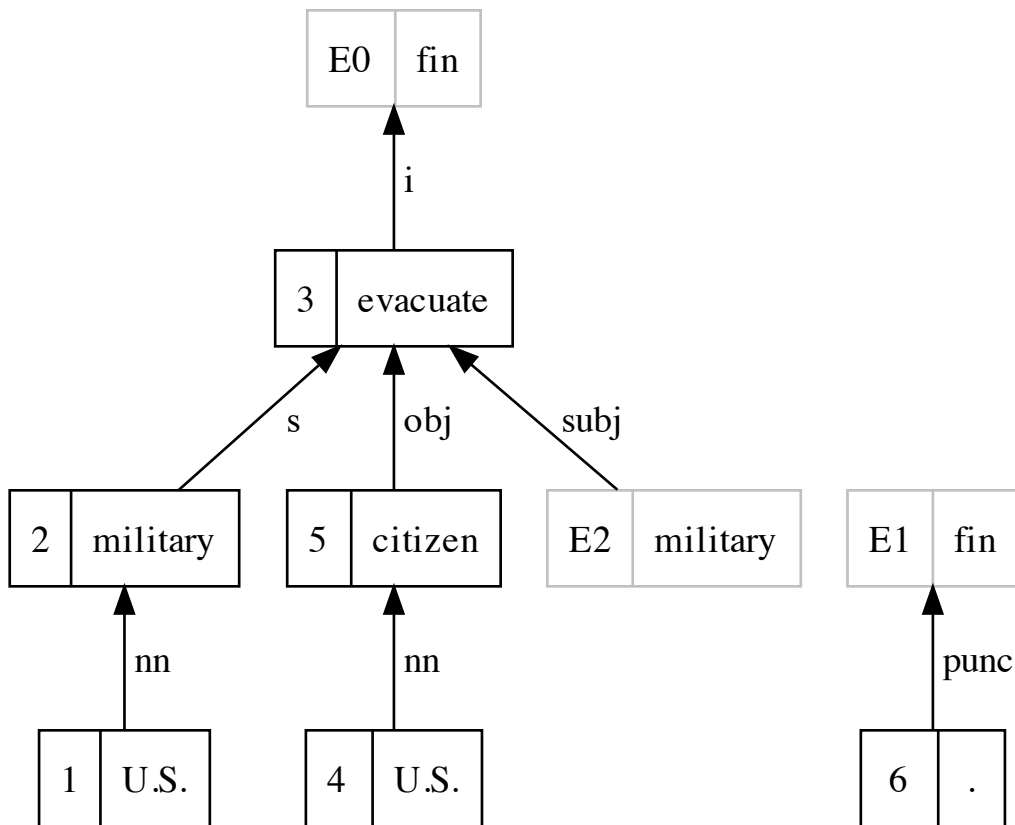 E0 fin
i
3 evacuate
s obj subj
2 military 5 citizen E2 military E1 fin
nn nn punc
1 U.S. 4 U.S. 6 .